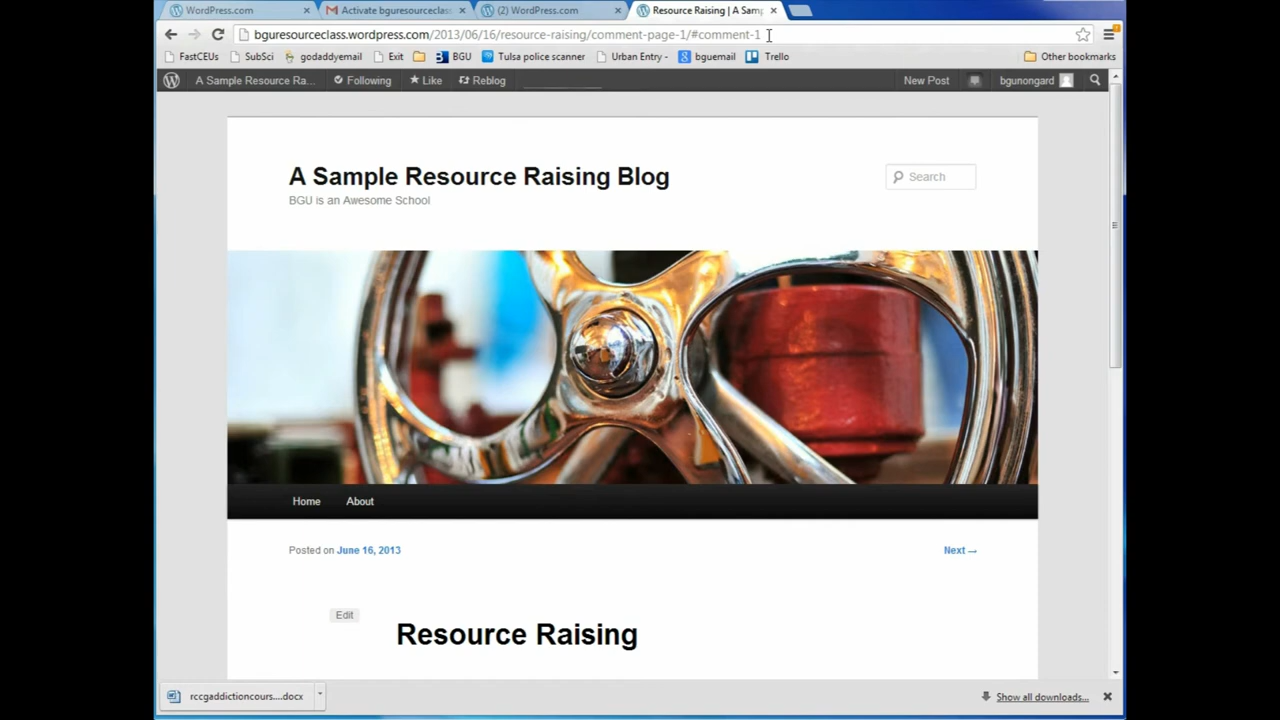 WordPress.com
Activate bguresourceclas
(2) WordPress.com
Resource Raising | A Samp
bguresourceclass.wordpress.com/2013/06/16/resource-raising/comment-page-1/#comment-1
FastCEUs
SubSci
godaddyemail
Exit
BGU
Tulsa police scanner
Urban Entry -
bguemail
Trello
Other bookmarks
A Sample Resource Ra...
Following
Like
Reblog
New Post
bgunongard
A Sample Resource Raising Blog
Search
BGU is an Awesome School
Home
About
Posted on June 16, 2013
Next →
Edit
Resource Raising
rccgaddictioncours....docx
Show all downloads...